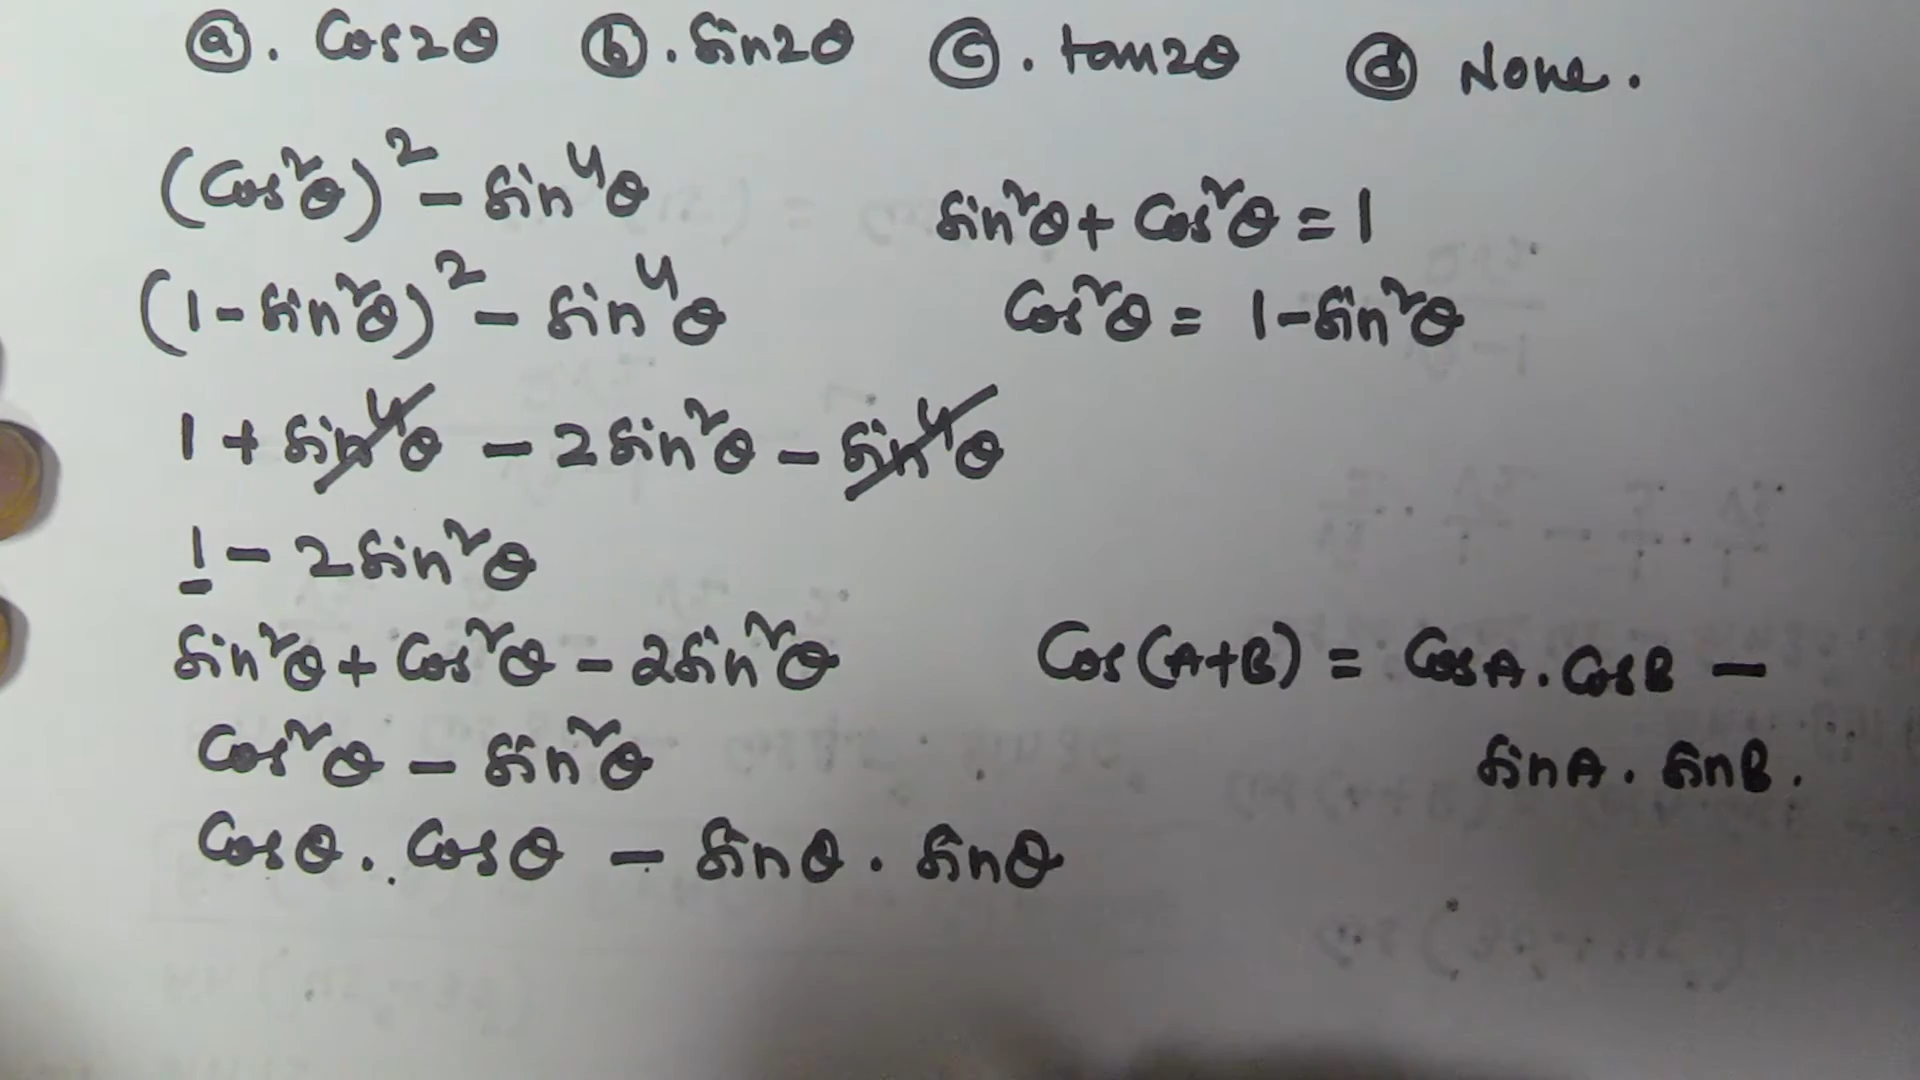 ⓐ. Cos2θ ⓑ. Sin2θ ⓒ. tan2θ ⓓ None.
(Cos²θ)² - Sin⁴θ
Sin²θ + Cos²θ = 1
(1-Sin²θ)² - Sin⁴θ
Cos²θ = 1-Sin²θ
1 + Sin⁴θ - 2Sin²θ - Sin⁴θ
1 - 2Sin²θ
Sin²θ + Cos²θ - 2Sin²θ
Cos(A+B) = CosA . CosB -
SinA . SinB .
Cos²θ - Sin²θ
Cosθ . Cosθ - Sinθ . Sinθ